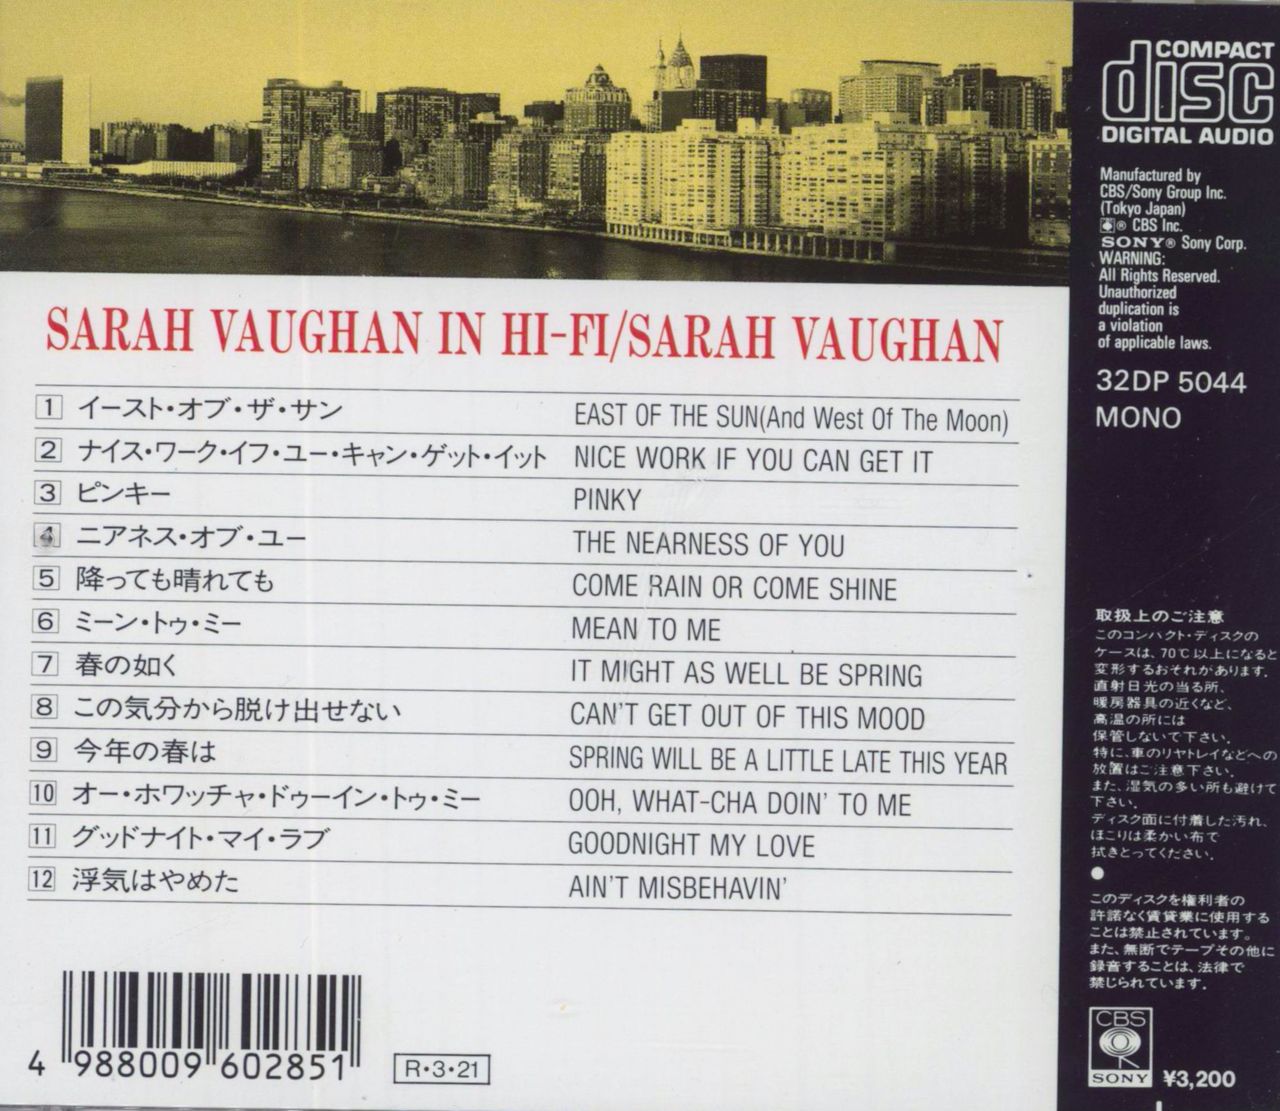 COMPACT
disc
DIGITAL AUDIO
Manufactured by
CBS/Sony Group Inc.
(Tokyo Japan)
® CBS Inc.
SONY® Sony Corp.
WARNING:
All Rights Reserved.
Unauthorized
duplication is
a violation
of applicable laws.
32DP 5044
MONO
SARAH VAUGHAN IN HI-FI/SARAH VAUGHAN
1 イースト・オブ・ザ・サン EAST OF THE SUN(And West Of The Moon)
2 ナイス・ワーク・イフ・ユー・キャン・ゲット・イット NICE WORK IF YOU CAN GET IT
3 ピンキー PINKY
4 ニアネス・オブ・ユー THE NEARNESS OF YOU
5 降っても晴れても COME RAIN OR COME SHINE
6 ミーン・トゥ・ミー MEAN TO ME
7 春の如く IT MIGHT AS WELL BE SPRING
8 この気分から脱け出せない CAN'T GET OUT OF THIS MOOD
9 今年の春は SPRING WILL BE A LITTLE LATE THIS YEAR
10 オー・ホワッチャ・ドゥーイン・トゥ・ミー OOH, WHAT-CHA DOIN' TO ME
11 グッドナイト・マイ・ラブ GOODNIGHT MY LOVE
12 浮気はやめた AIN'T MISBEHAVIN'
取扱上のご注意
このコンパクト・ディスクの
ケースは、70℃以上になると
変形するおそれがあります。
直射日光の当る所、
暖房器具の近くなど、
高温の所には
保管しないで下さい。
特に、車のリヤトレイなどへの
放置はご注意下さい。
また、湿気の多い所も避けて
下さい。
ディスク面に付着した汚れ、
ほこりは柔かい布で
拭きとってください。
●
このディスクを権利者の
許諾なく賃貸業に使用する
ことは禁止されています。
また、無断でテープその他に
録音することは、法律で
禁じられています。
CBS
SONY
¥3,200
4 988009 602851
R・3・21